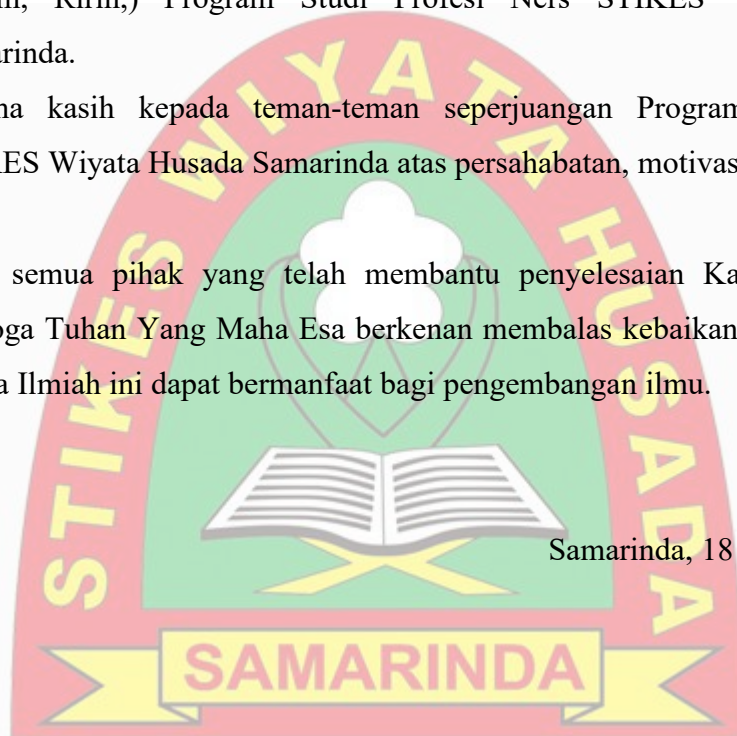 Program Studi Profesi Ners STIKES
arinda.
na kasih kepada teman-teman seperjuangan Program
ES Wiyata Husada Samarinda atas persahabatan, motivas
semua pihak yang telah membantu penyelesaian Ka
oga Tuhan Yang Maha Esa berkenan membalas kebaikan
a Ilmiah ini dapat bermanfaat bagi pengembangan ilmu.
Samarinda, 18
STIKES WIYATA HUSADA
SAMARINDA